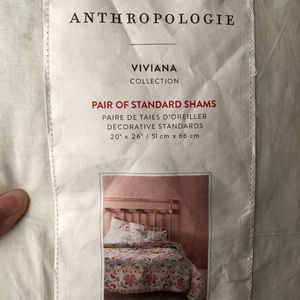 ANTHROPOLOGIE
VIVIANA
COLLECTION
PAIR OF STANDARD SHAMS
PAIRE DE TAIES D'OREILLER
DÉCORATIVE STANDARDS
20" x 26" / 51 cm x 66 cm